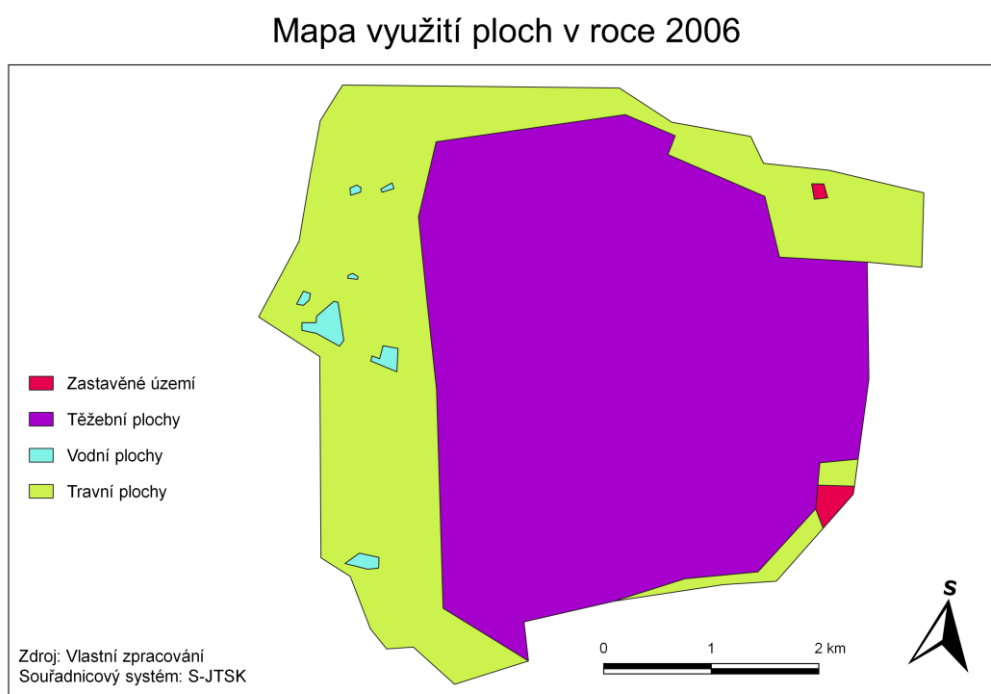 Mapa využití ploch v roce 2006
Zastavěné území
Těžební plochy
Vodní plochy
Travní plochy
Zdroj: Vlastní zpracování
Souřadnicový systém: S-JTSK
0 1 2 km
S